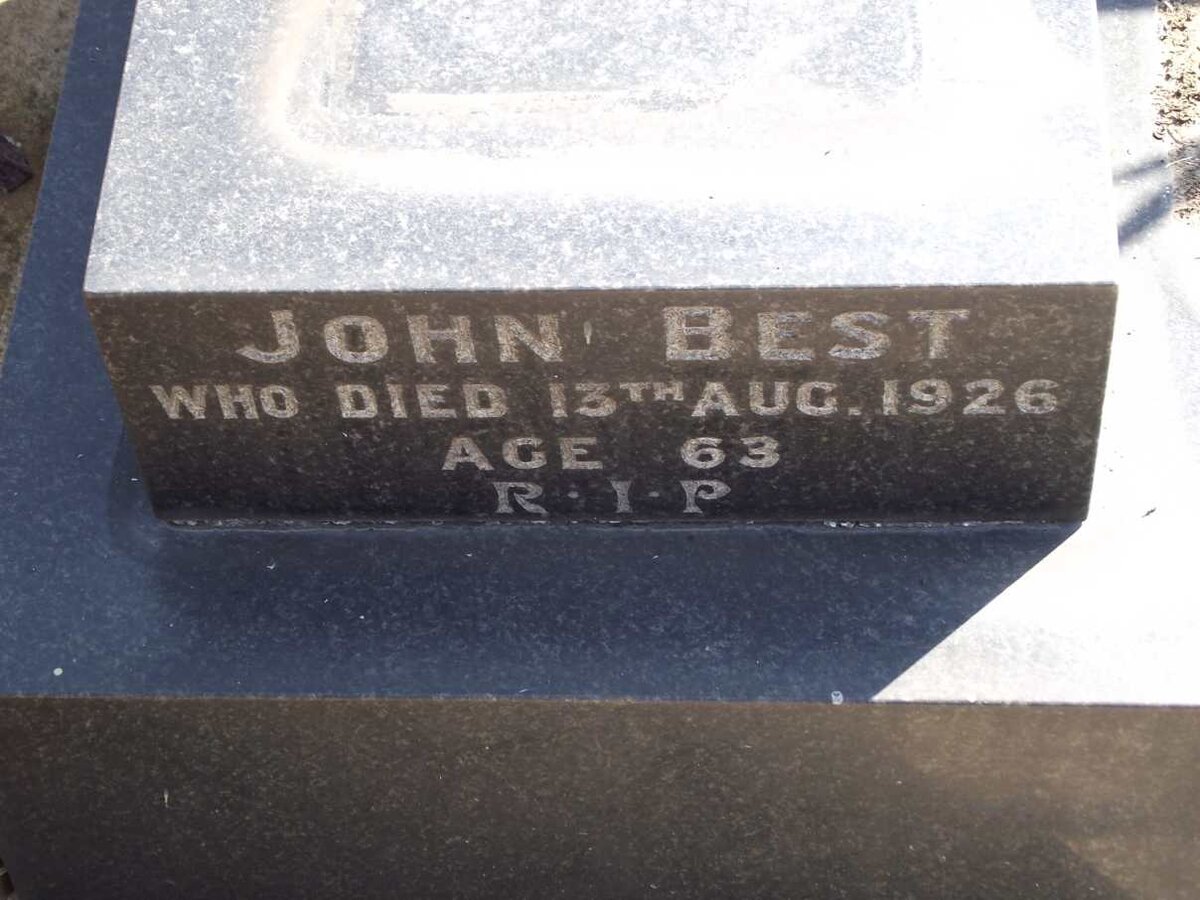 JOHN BEST
WHO DIED 13TH AUG. 1926
AGE 63
R·I·P